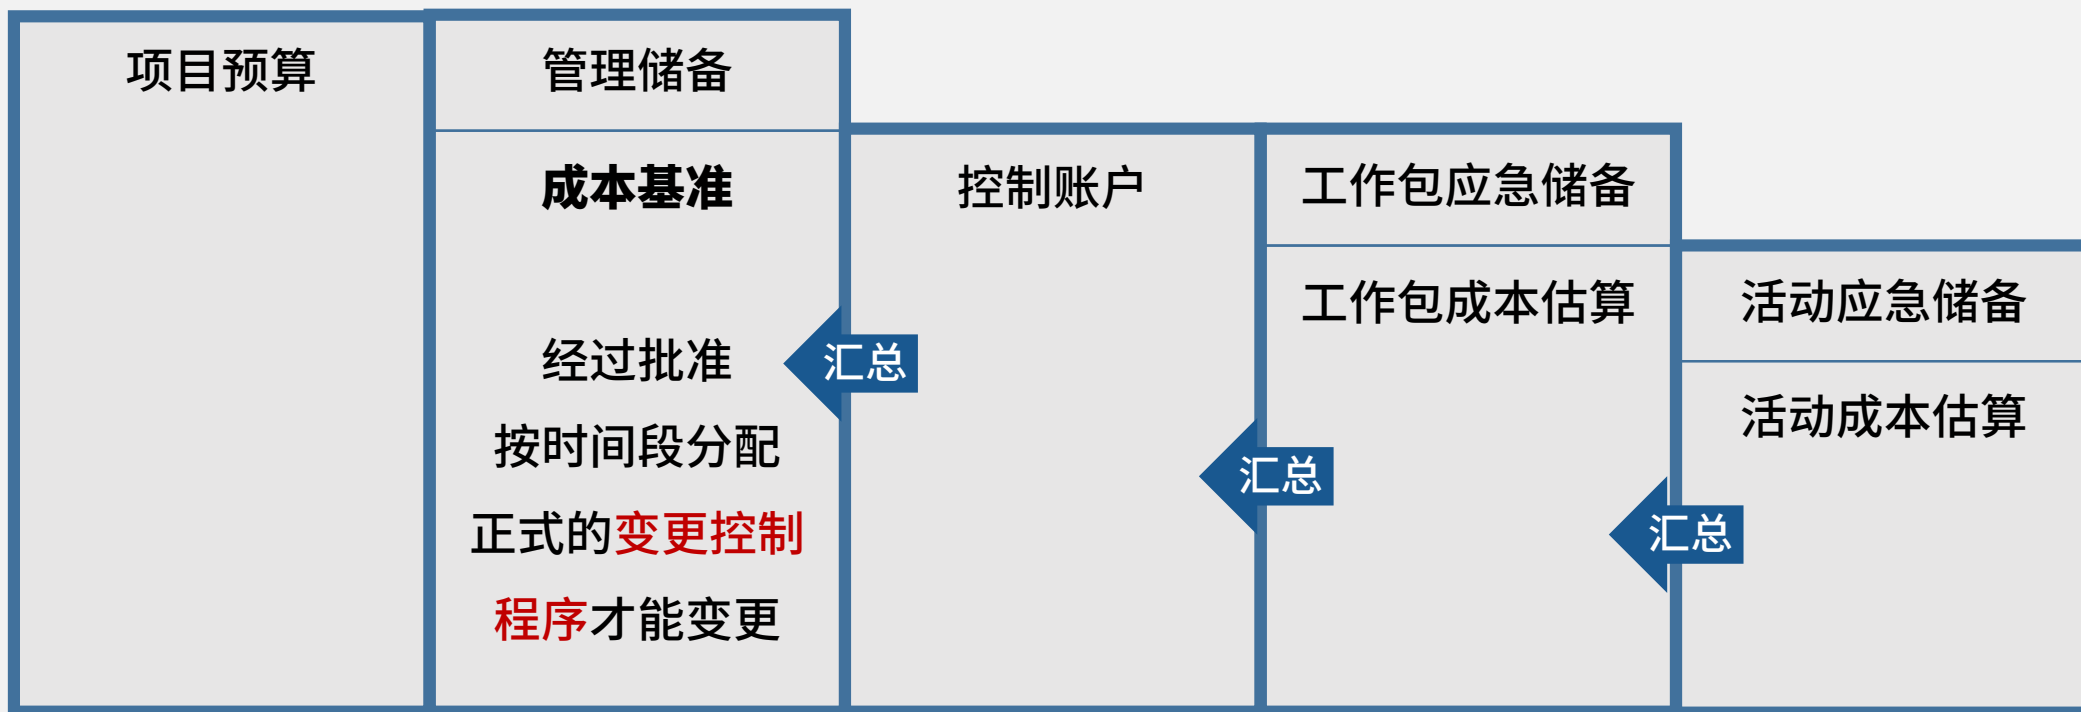 项目预算
管理储备
成本基准
经过批准
按时间段分配
正式的变更控制
程序才能变更
汇总
控制账户
汇总
工作包应急储备
工作包成本估算
汇总
活动应急储备
活动成本估算